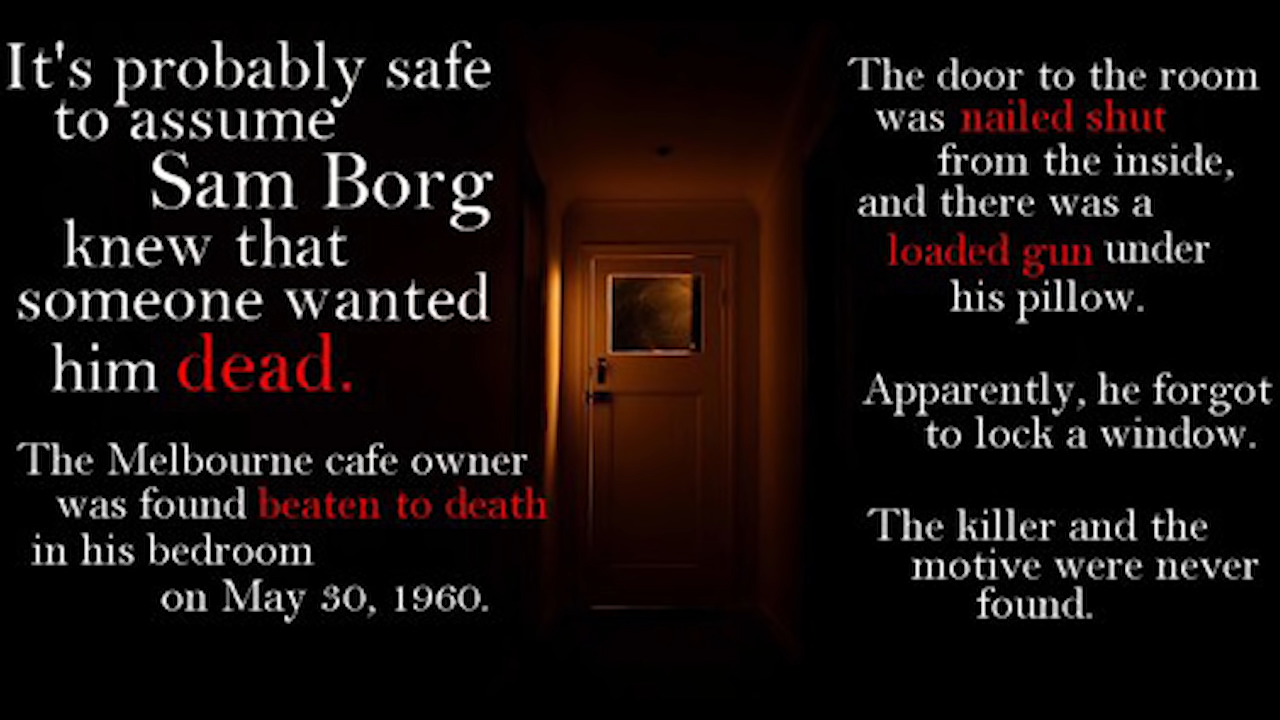 It's probably safe
to assume
Sam Borg
knew that
someone wanted
him dead.
The Melbourne cafe owner
was found beaten to death
in his bedroom
on May 30, 1960.
The door to the room
was nailed shut
from the inside,
and there was a
loaded gun under
his pillow.
Apparently, he forgot
to lock a window.
The killer and the
motive were never
found.